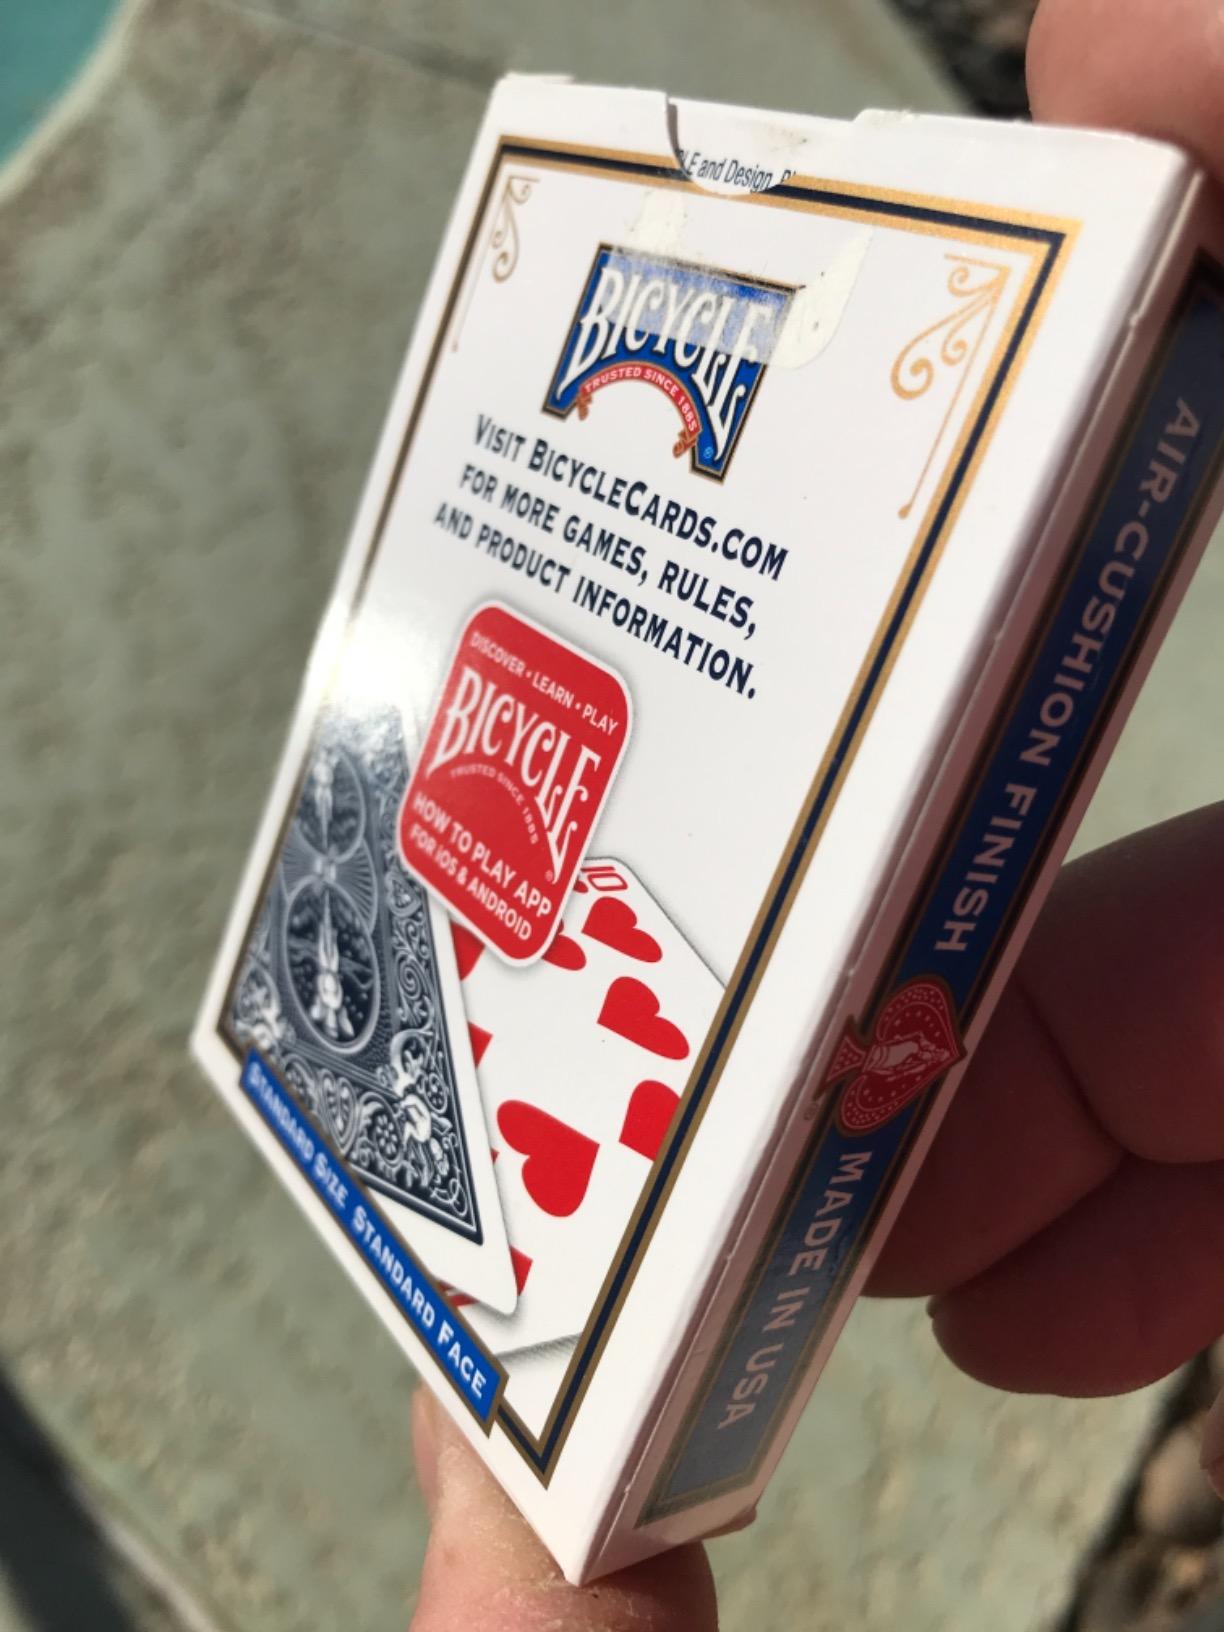 LE and Design
BICYCLE
TRUSTED SINCE 1885
®
VISIT BICYCLECARDS.COM
FOR MORE GAMES, RULES,
AND PRODUCT INFORMATION.
DISCOVER • LEARN • PLAY
BICYCLE
TRUSTED SINCE 1885
®
HOW TO PLAY APP
FOR iOS & ANDROID
10
STANDARD SIZE STANDARD FACE
AIR-CUSHION FINISH
MADE IN USA